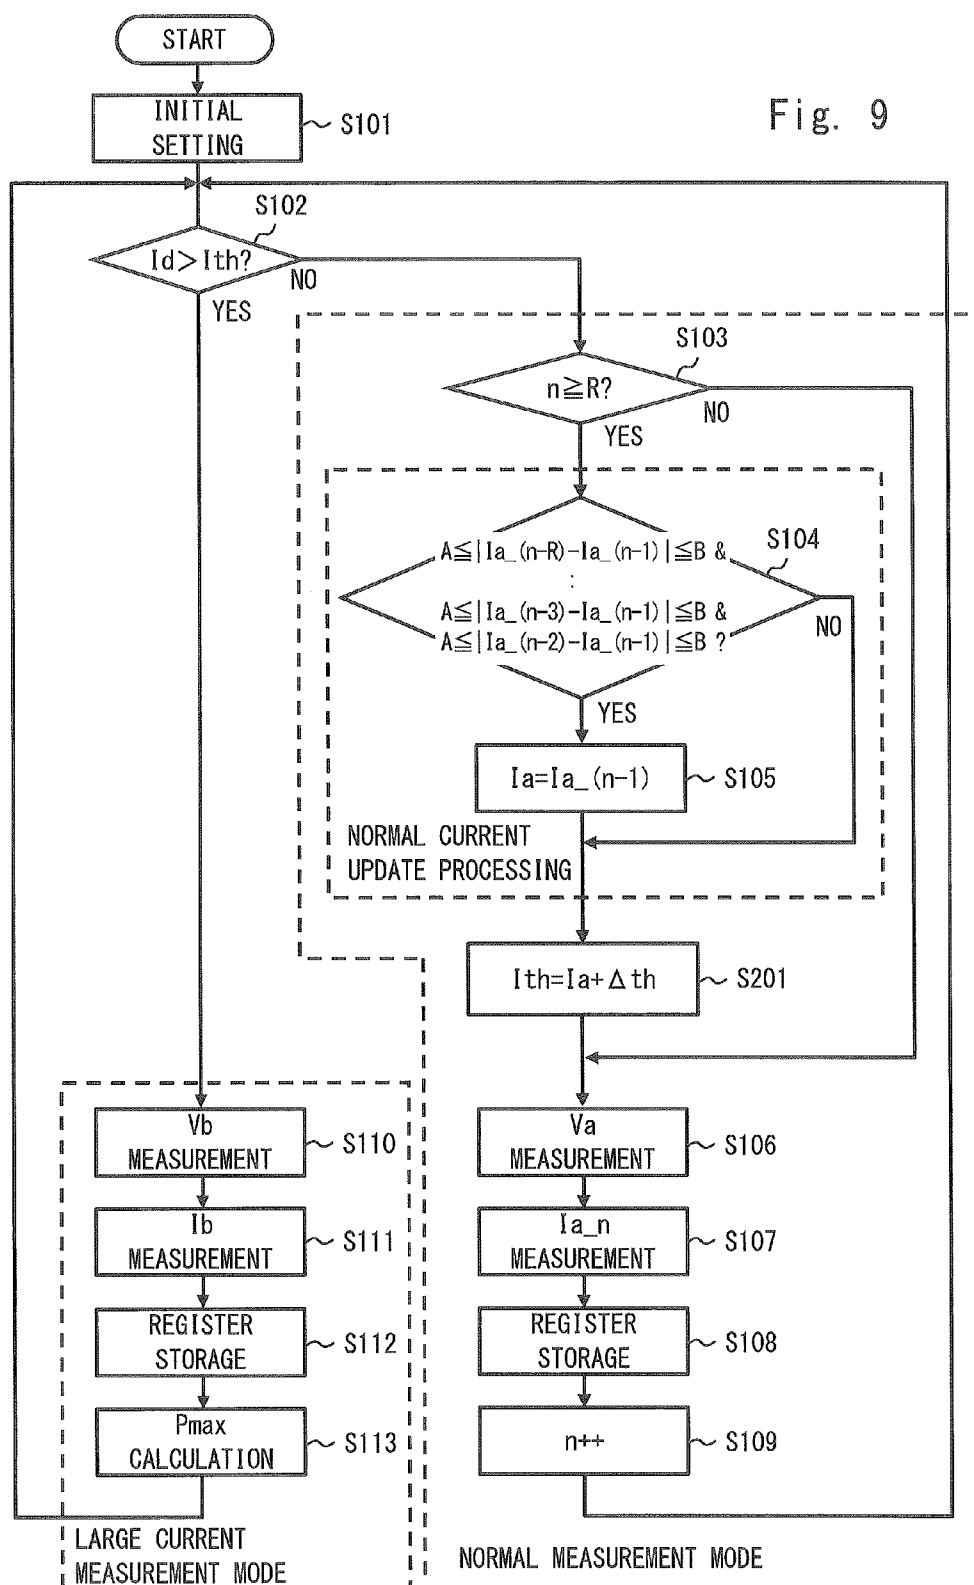 START
Fig. 9
INITIAL
SETTING
S101
S102
Id>Ith?
NO
YES
S103
n≧R?
NO
YES
A≦|Ia_(n-R)-Ia_(n-1)|≦B &
S104
:
A≦|Ia_(n-3)-Ia_(n-1)|≦B &
A≦|Ia_(n-2)-Ia_(n-1)|≦B ?
NO
YES
Ia=Ia_(n-1)
S105
NORMAL CURRENT
UPDATE PROCESSING
Ith=Ia+Δth
S201
Vb
MEASUREMENT
S110
Va
MEASUREMENT
S106
Ib
MEASUREMENT
S111
Ia_n
MEASUREMENT
S107
REGISTER
STORAGE
S112
REGISTER
STORAGE
S108
Pmax
CALCULATION
S113
n++
S109
LARGE CURRENT
MEASUREMENT MODE
NORMAL MEASUREMENT MODE